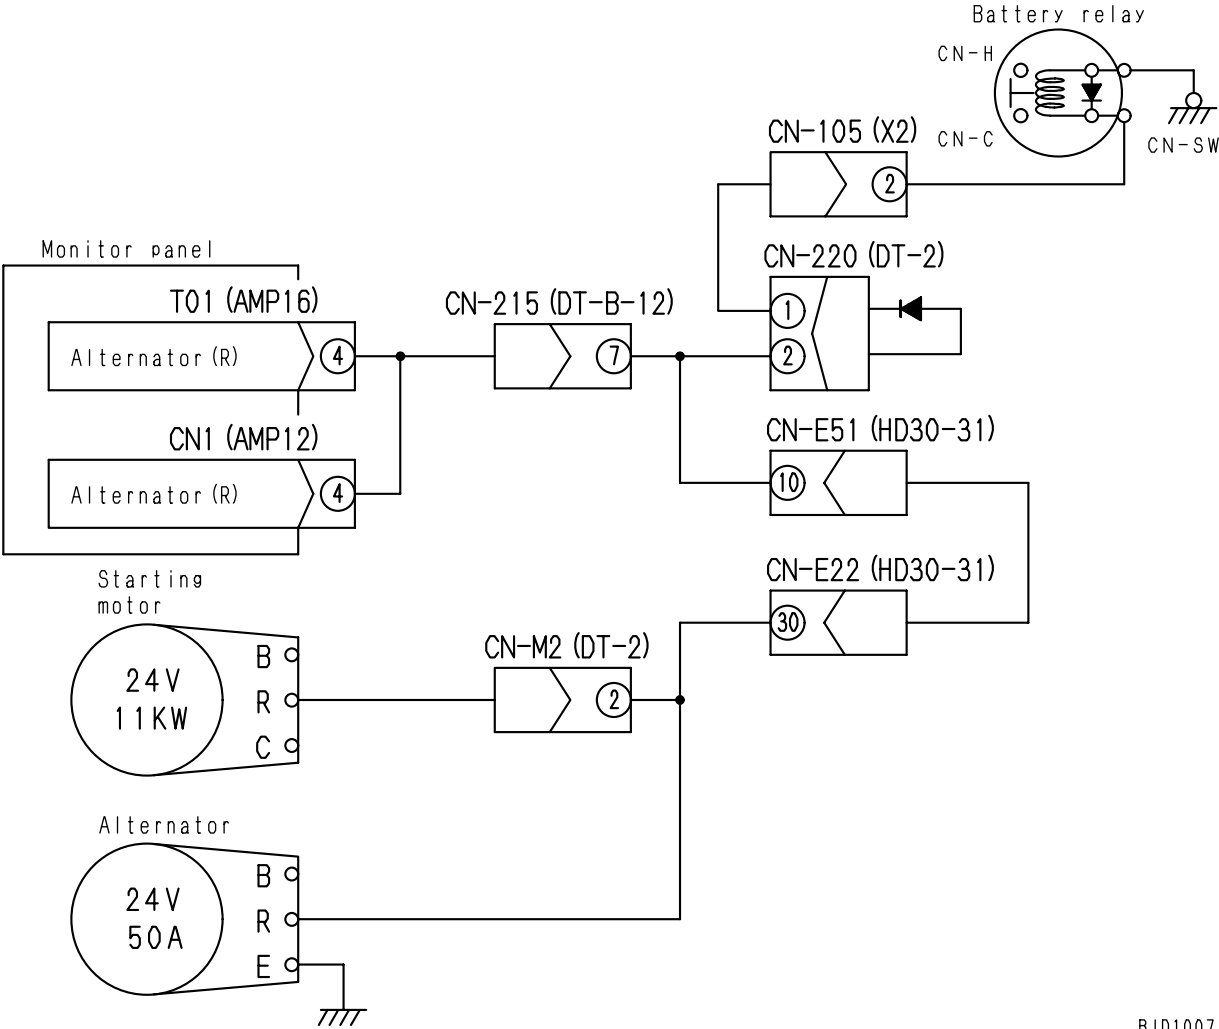 Battery relay
CN-H
CN-105 (X2)
CN-C
CN-SW
2
Monitor panel
CN-220 (DT-2)
T01 (AMP16)
CN-215 (DT-B-12)
1
Alternator (R)
4
7
2
CN1 (AMP12)
CN-E51 (HD30-31)
Alternator (R)
4
10
Starting
motor
CN-E22 (HD30-31)
30
CN-M2 (DT-2)
B
24V
R
2
11KW
C
Alternator
B
24V
R
50A
E
BJD1007